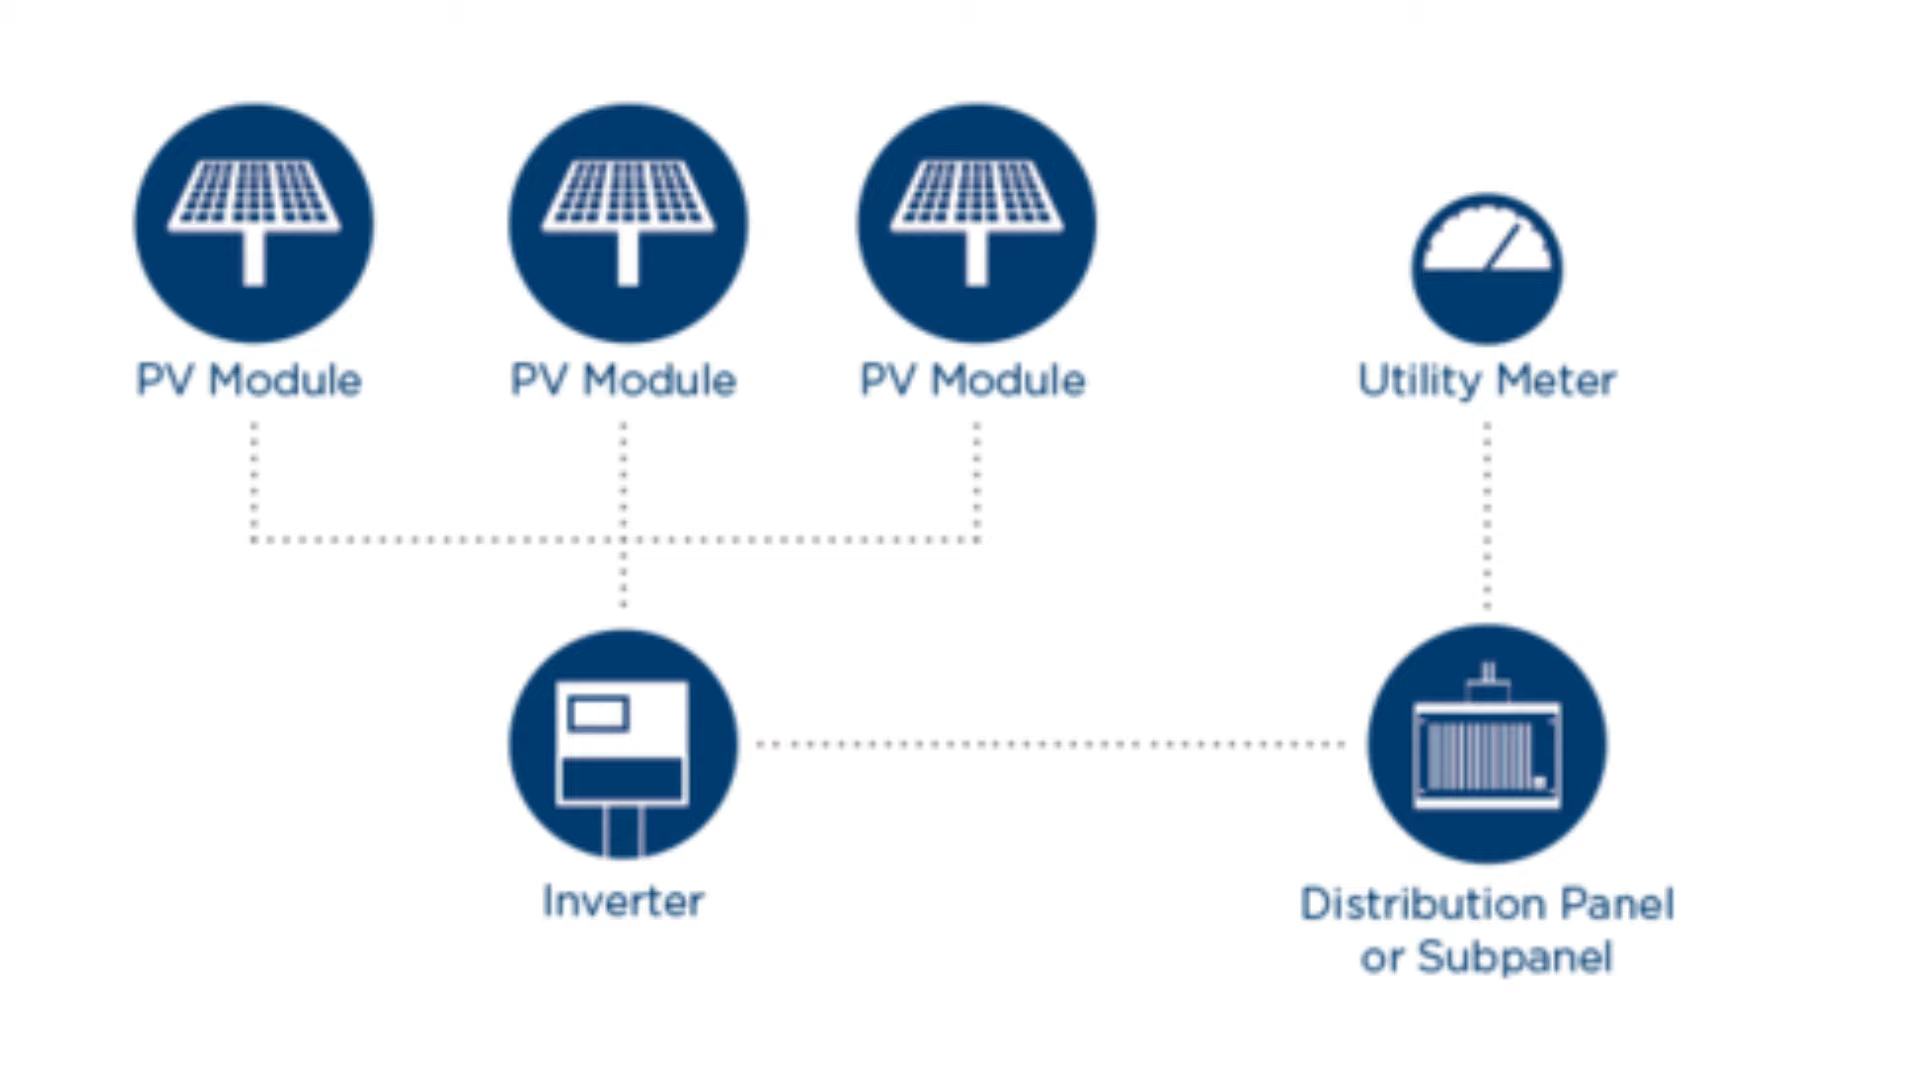 PV Module
PV Module
PV Module
Utility Meter
Inverter
Distribution Panel
or Subpanel